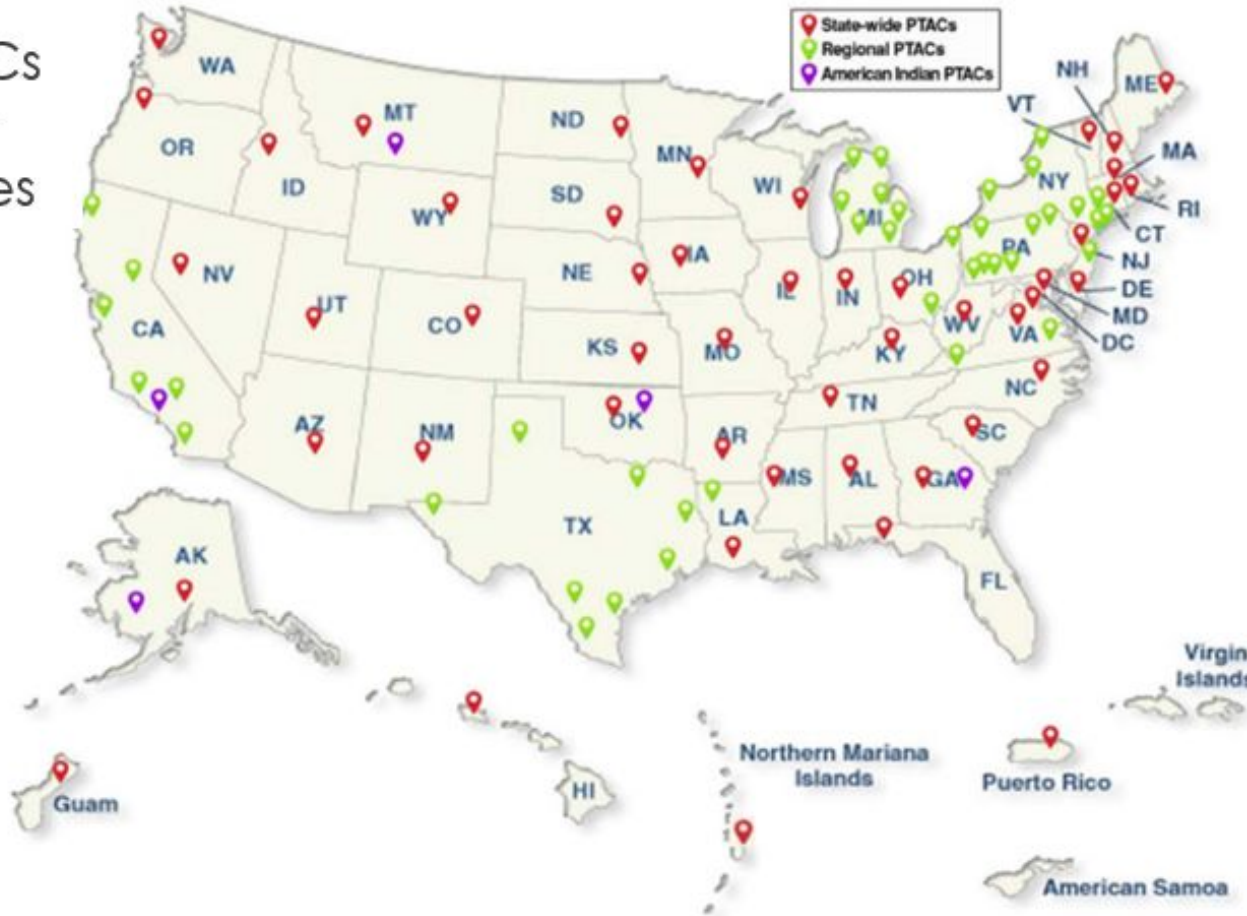 Cs
es
State-wide PTACs
Regional PTACs
American Indian PTACs
WA
OR
ID
MT
ND
SD
WY
NV
UT
CO
CA
AZ
NM
NE
KS
OK
TX
MN
WI
IA
IL
IN
MO
MI
OH
KY
TN
AR
LA
MS
AL
GA
FL
SC
NC
VA
WV
PA
NY
VT
NH
ME
MA
RI
CT
NJ
DE
MD
DC
AK
HI
Guam
Northern Mariana
Islands
Puerto Rico
Virgin
Islands
American Samoa